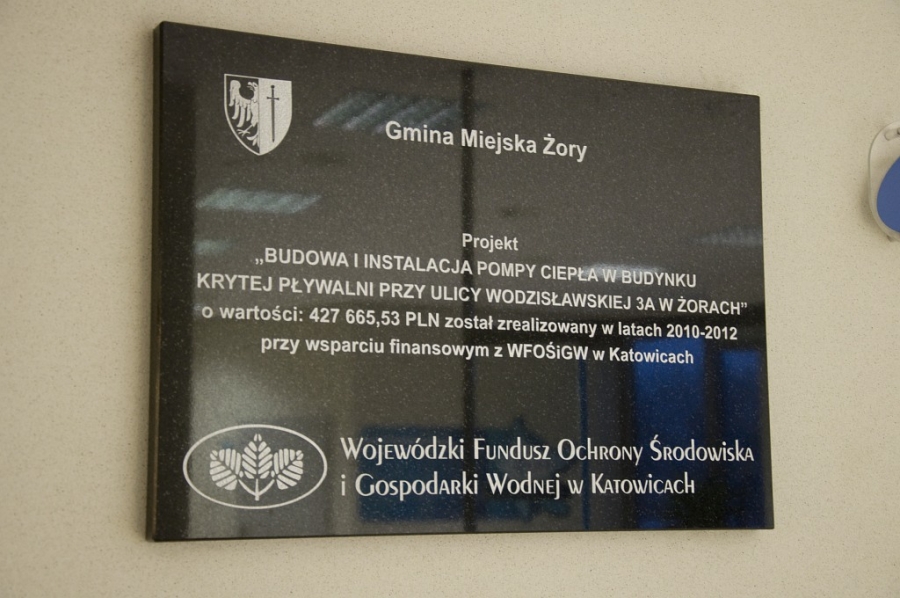 Gmina Miejska Żory
Projekt
„BUDOWA I INSTALACJA POMPY CIEPŁA W BUDYNKU
KRYTEJ PŁYWALNI PRZY ULICY WODZISŁAWSKIEJ 3A W ŻORACH”
o wartości: 427 665,53 PLN został zrealizowany w latach 2010-2012
przy wsparciu finansowym z WFOŚiGW w Katowicach
Wojewódzki Fundusz Ochrony Środowiska
i Gospodarki Wodnej w Katowicach